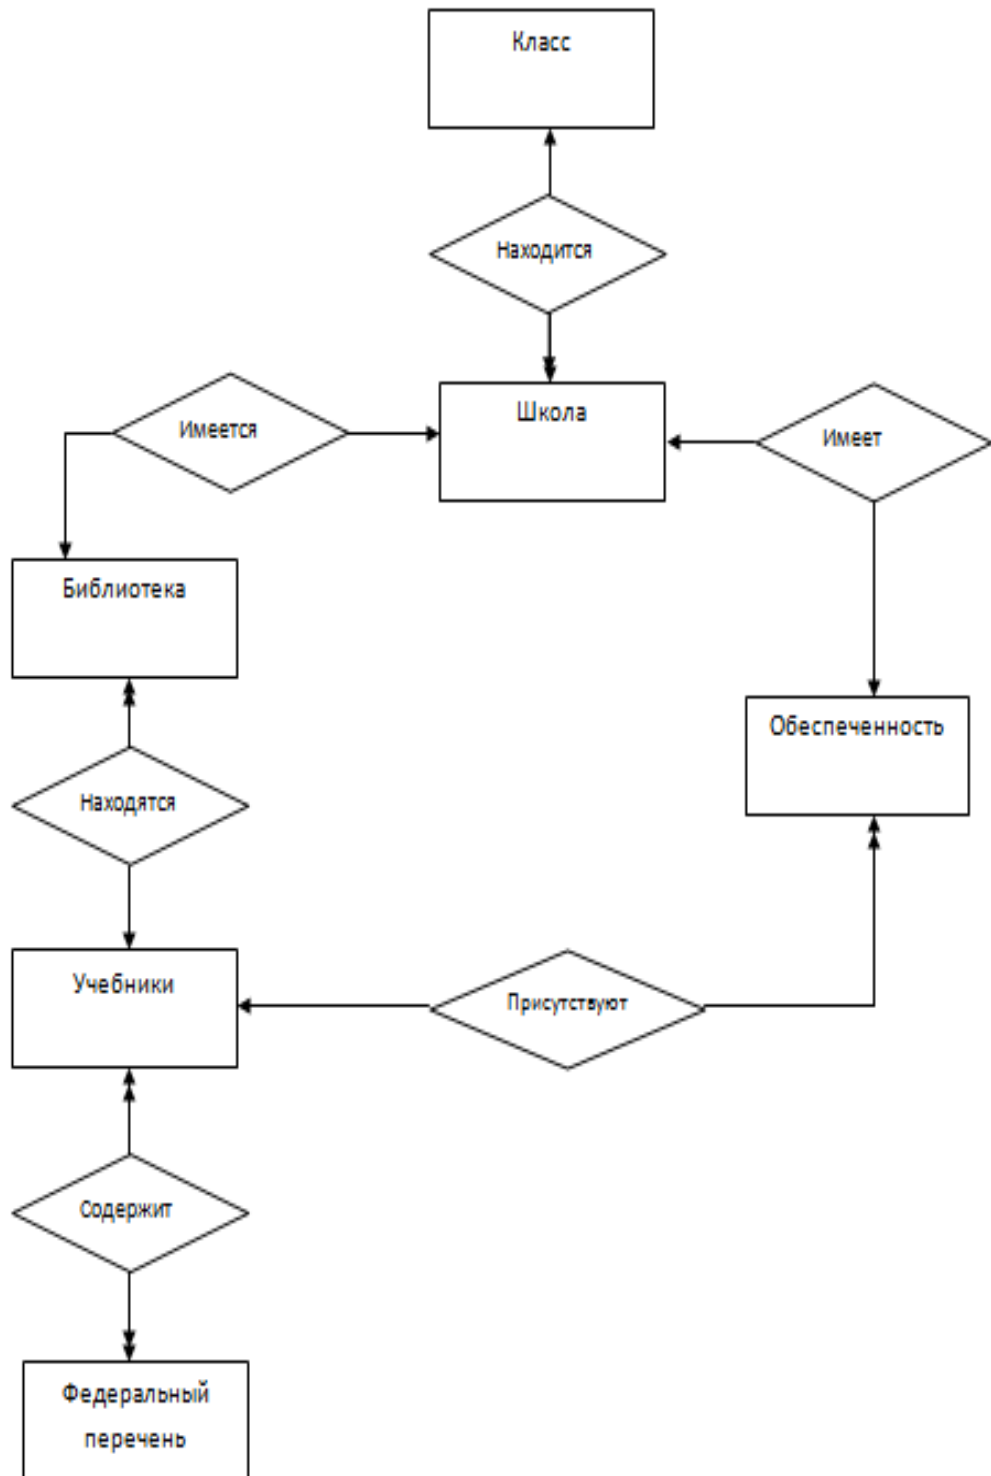 Класс
Находится
Имеется
Школа
Имеет
Библиотека
Обеспеченность
Находятся
Учебники
Присутствуют
Содержит
Федеральный
перечень